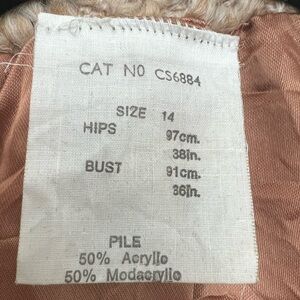 CAT NO CS6884
SIZE 14
HIPS 97cm.
38in.
BUST 91cm.
36in.
PILE
50% Acrylic
50% Modacrylic